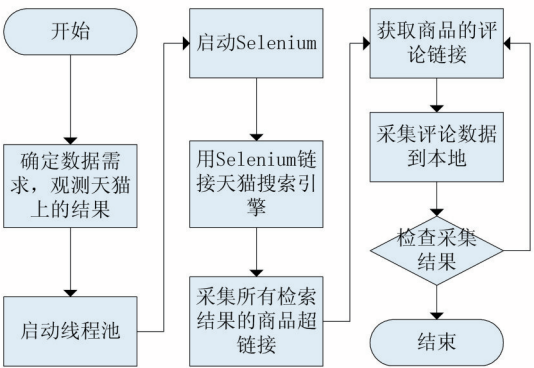 开始
确定数据需
求，观测天猫
上的结果
启动线程池
启动Selenium
用Selenium链
接天猫搜索引
擎
采集所有检索
结果的商品超
链接
获取商品的评
论链接
采集评论数据
到本地
检查采集
结果
结束